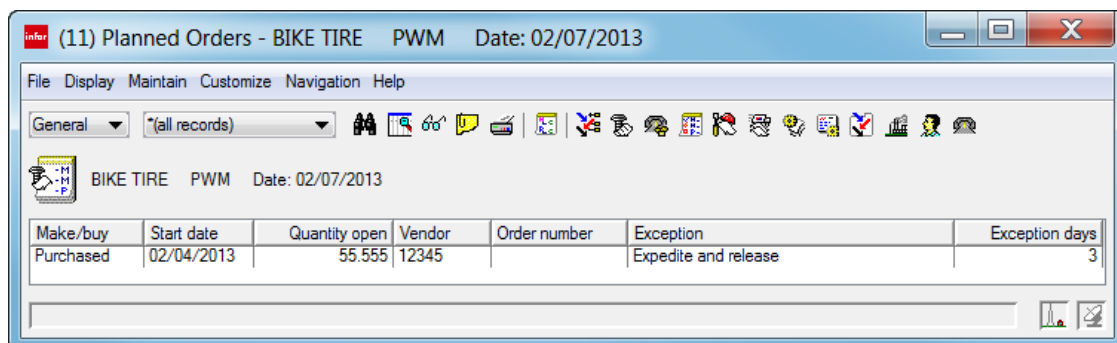 infor (11) Planned Orders - BIKE TIRE PWM Date: 02/07/2013
File Display Maintain Customize Navigation Help
General *(all records)
BIKE TIRE PWM Date: 02/07/2013
Make/buy Start date Quantity open Vendor Order number Exception Exception days
Purchased 02/04/2013 55.555 12345 Expedite and release 3